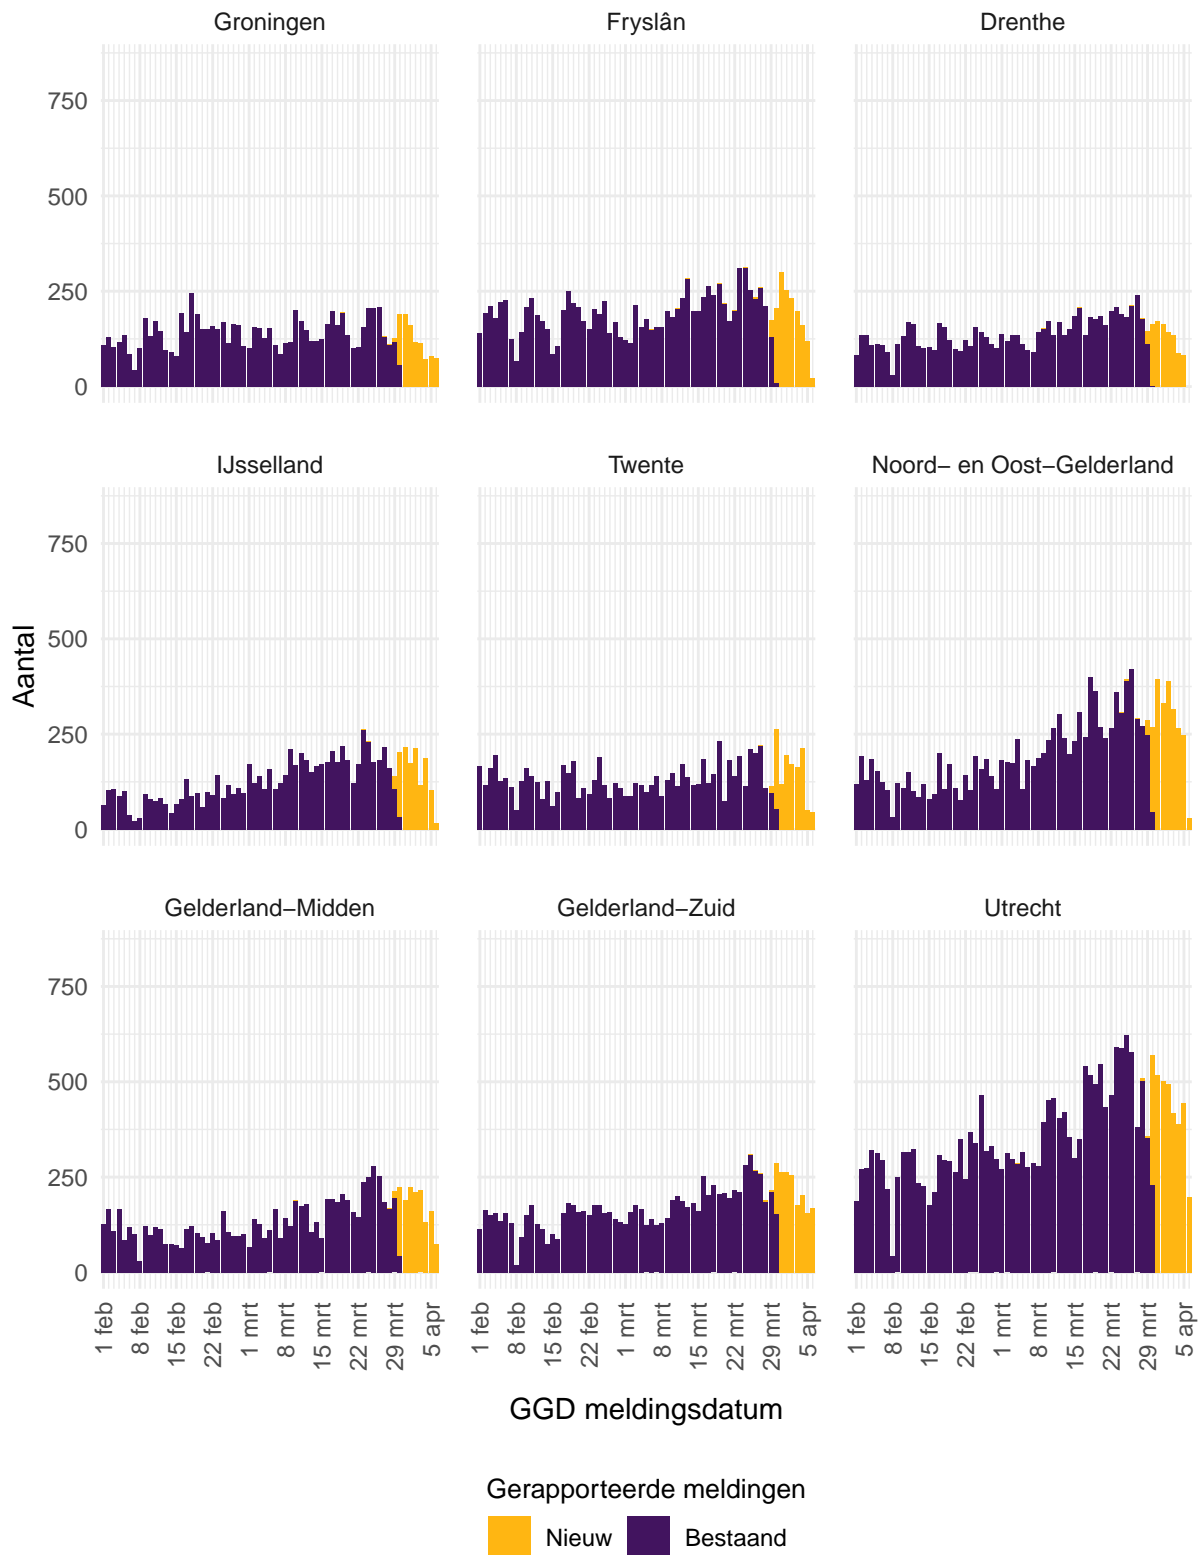 Groningen
Fryslân
Drenthe
750
500
250
0
IJsselland
Twente
Noord− en Oost−Gelderland
750
500
250
0
Aantal
Gelderland−Midden
Gelderland−Zuid
Utrecht
750
500
250
0
1 feb
8 feb
15 feb
22 feb
1 mrt
8 mrt
15 mrt
22 mrt
29 mrt
5 apr
1 feb
8 feb
15 feb
22 feb
1 mrt
8 mrt
15 mrt
22 mrt
29 mrt
5 apr
1 feb
8 feb
15 feb
22 feb
1 mrt
8 mrt
15 mrt
22 mrt
29 mrt
5 apr
GGD meldingsdatum
Gerapporteerde meldingen
Nieuw
Bestaand